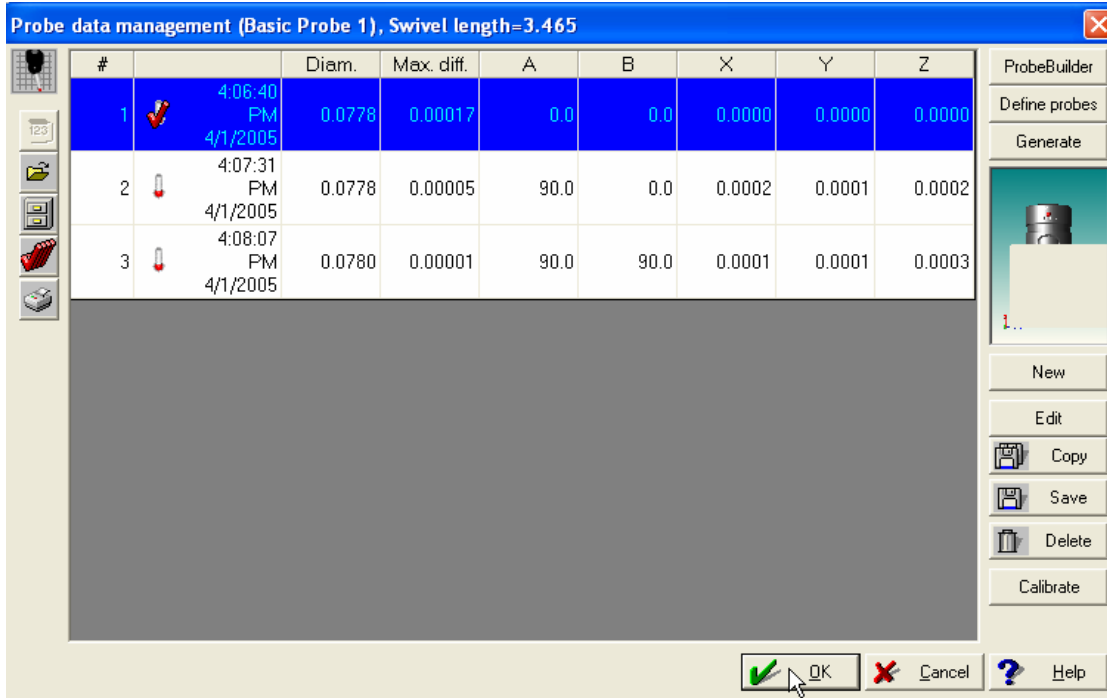 Probe data management (Basic Probe 1), Swivel length=3.465
# Diam. Max. diff. A B X Y Z
1 4:06:40 PM 4/1/2005 0.0778 0.00017 0.0 0.0 0.0000 0.0000 0.0000
2 4:07:31 PM 4/1/2005 0.0778 0.00005 90.0 0.0 0.0002 0.0001 0.0002
3 4:08:07 PM 4/1/2005 0.0780 0.00001 90.0 90.0 0.0001 0.0001 0.0003
123
ProbeBuilder
Define probes
Generate
1
New
Edit
Copy
Save
Delete
Calibrate
OK Cancel Help